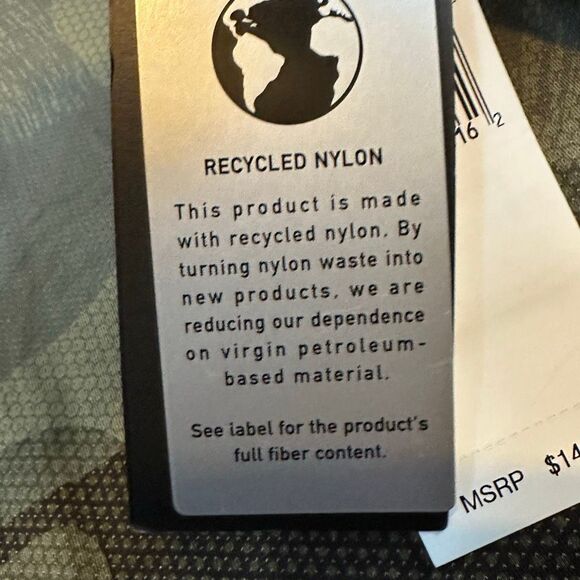 RECYCLED NYLON
This product is made
with recycled nylon. By
turning nylon waste into
new products, we are
reducing our dependence
on virgin petroleum-
based material.
See label for the product's
full fiber content.
16 2
MSRP $14